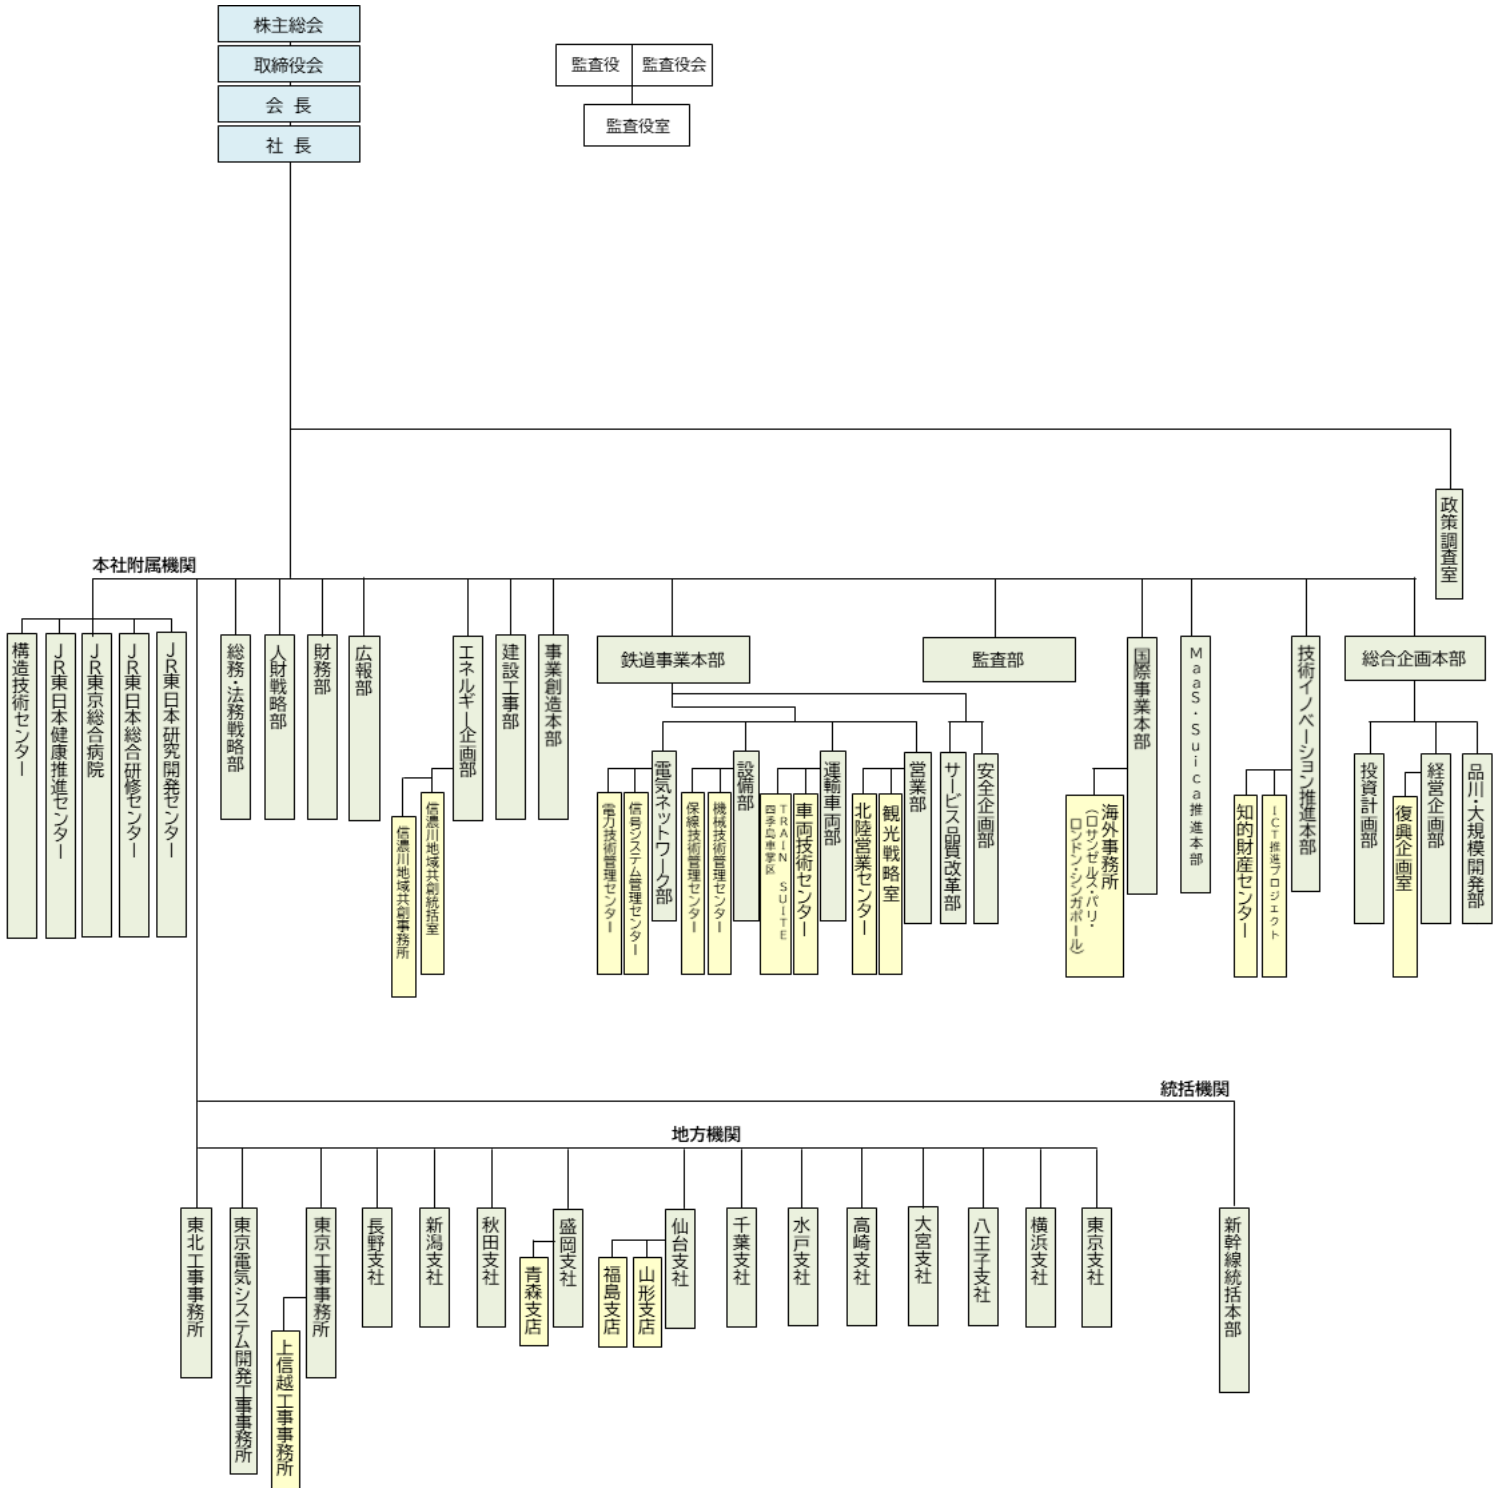 株主総会
取締役会
会 長
社 長
監査役
監査役会
監査役室
政策調査室
本社附属機関
構造技術センター
JR東日本健康推進センター
JR東京総合病院
JR東日本総合研修センター
JR東日本研究開発センター
総務・法務戦略部
人財戦略部
財務部
広報部
エネルギー企画部
信濃川地域共創事務所
信濃川地域共創統括室
建設工事部
事業創造本部
鉄道事業本部
電気ネットワーク部
電力技術管理センター
信号システム管理センター
設備部
保線技術管理センター
機械技術管理センター
運輸車両部
TRAIN SUITE
四季島車掌区
車両技術センター
営業部
北陸営業センター
観光戦略室
サービス品質改革部
安全企画部
監査部
国際事業本部
海外事務所
(ロサンゼルス・パリ・
ロンドン・シンガポール)
MaaS・Suica推進本部
技術イノベーション推進本部
知的財産センター
ICT推進プロジェクト
総合企画本部
投資計画部
経営企画部
復興企画室
品川・大規模開発部
統括機関
新幹線統括本部
地方機関
東北工事事務所
東京電気システム開発工事事務所
東京工事事務所
上信越工事事務所
長野支社
新潟支社
秋田支社
盛岡支社
青森支店
仙台支社
福島支店
山形支店
千葉支社
水戸支社
高崎支社
大宮支社
八王子支社
横浜支社
東京支社